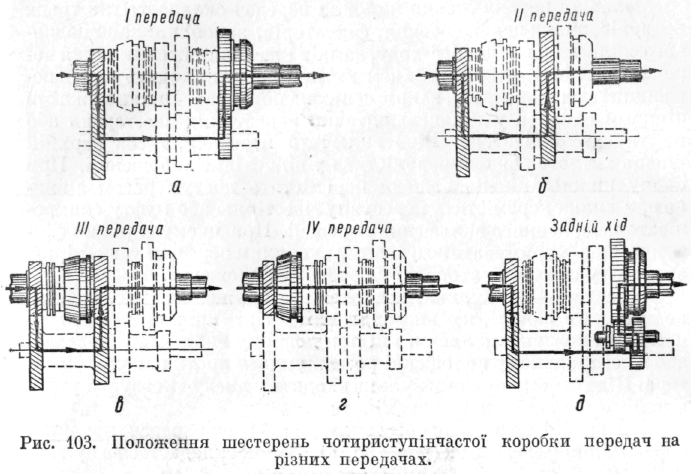 I передача
II передача
а
б
III передача
IV передача
Задній хід
в
г
д
Рис. 103. Положення шестерень чотириступінчастої коробки передач на
різних передачах.